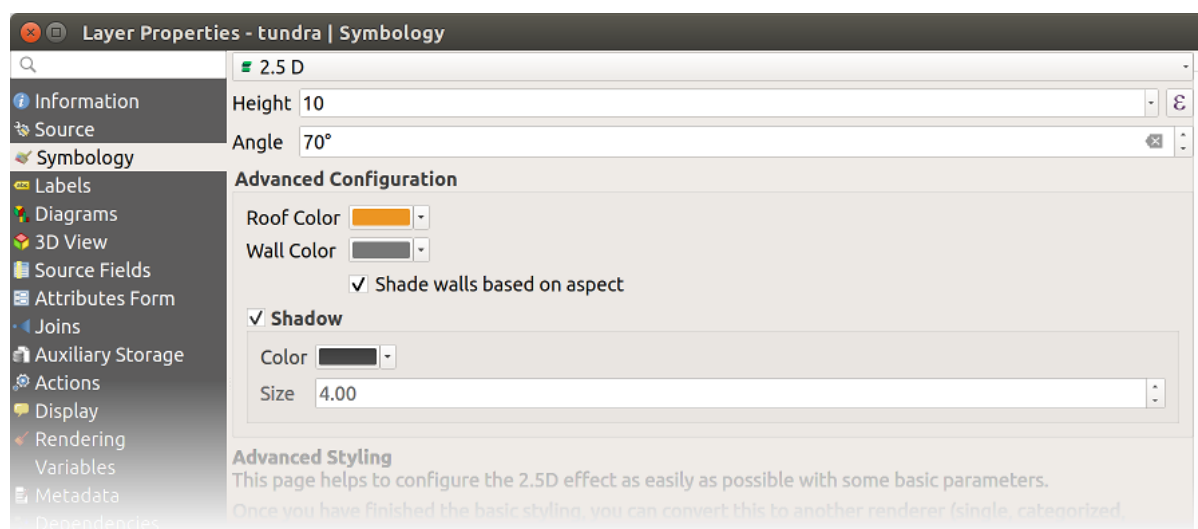 Layer Properties - tundra | Symbology
2.5 D
Information
Source
Symbology
Labels
Diagrams
3D View
Source Fields
Attributes Form
Joins
Auxiliary Storage
Actions
Display
Rendering
Variables
Metadata
Dependencies
Height 10 ε
Angle 70°
Advanced Configuration
Roof Color
Wall Color
Shade walls based on aspect
Shadow
Color
Size 4.00
Advanced Styling
This page helps to configure the 2.5D effect as easily as possible with some basic parameters.
Once you have finished the basic styling, you can convert this to another renderer (single, categorized,